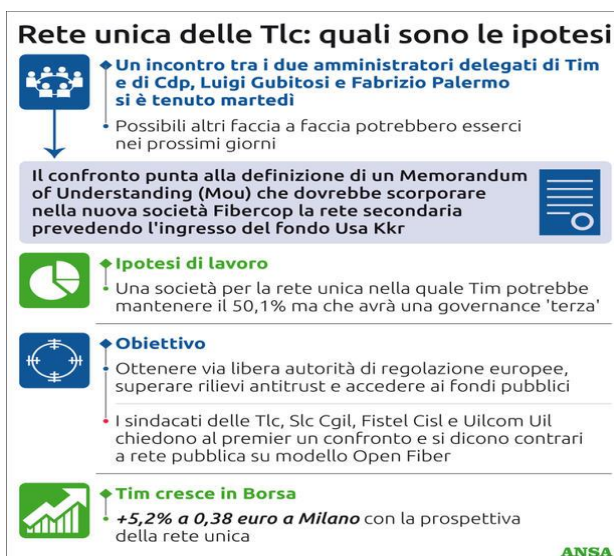 Rete unica delle Tlc: quali sono le ipotesi
Un incontro tra i due amministratori delegati di Tim
e di Cdp, Luigi Gubitosi e Fabrizio Palermo
si è tenuto martedì
Possibili altri faccia a faccia potrebbero esserci
nei prossimi giorni
Il confronto punta alla definizione di un Memorandum
of Understanding (Mou) che dovrebbe scorporare
nella nuova società Fibercop la rete secondaria
prevedendo l'ingresso del fondo Usa Kkr
Ipotesi di lavoro
Una società per la rete unica nella quale Tim potrebbe
mantenere il 50,1% ma che avrà una governance 'terza'
Obiettivo
Ottenere via libera autorità di regolazione europee,
superare rilievi antitrust e accedere ai fondi pubblici
I sindacati delle Tlc, Slc Cgil, Fistel Cisl e Uilcom Uil
chiedono al premier un confronto e si dicono contrari
a rete pubblica su modello Open Fiber
Tim cresce in Borsa
+5,2% a 0,38 euro a Milano con la prospettiva
della rete unica
ANSA